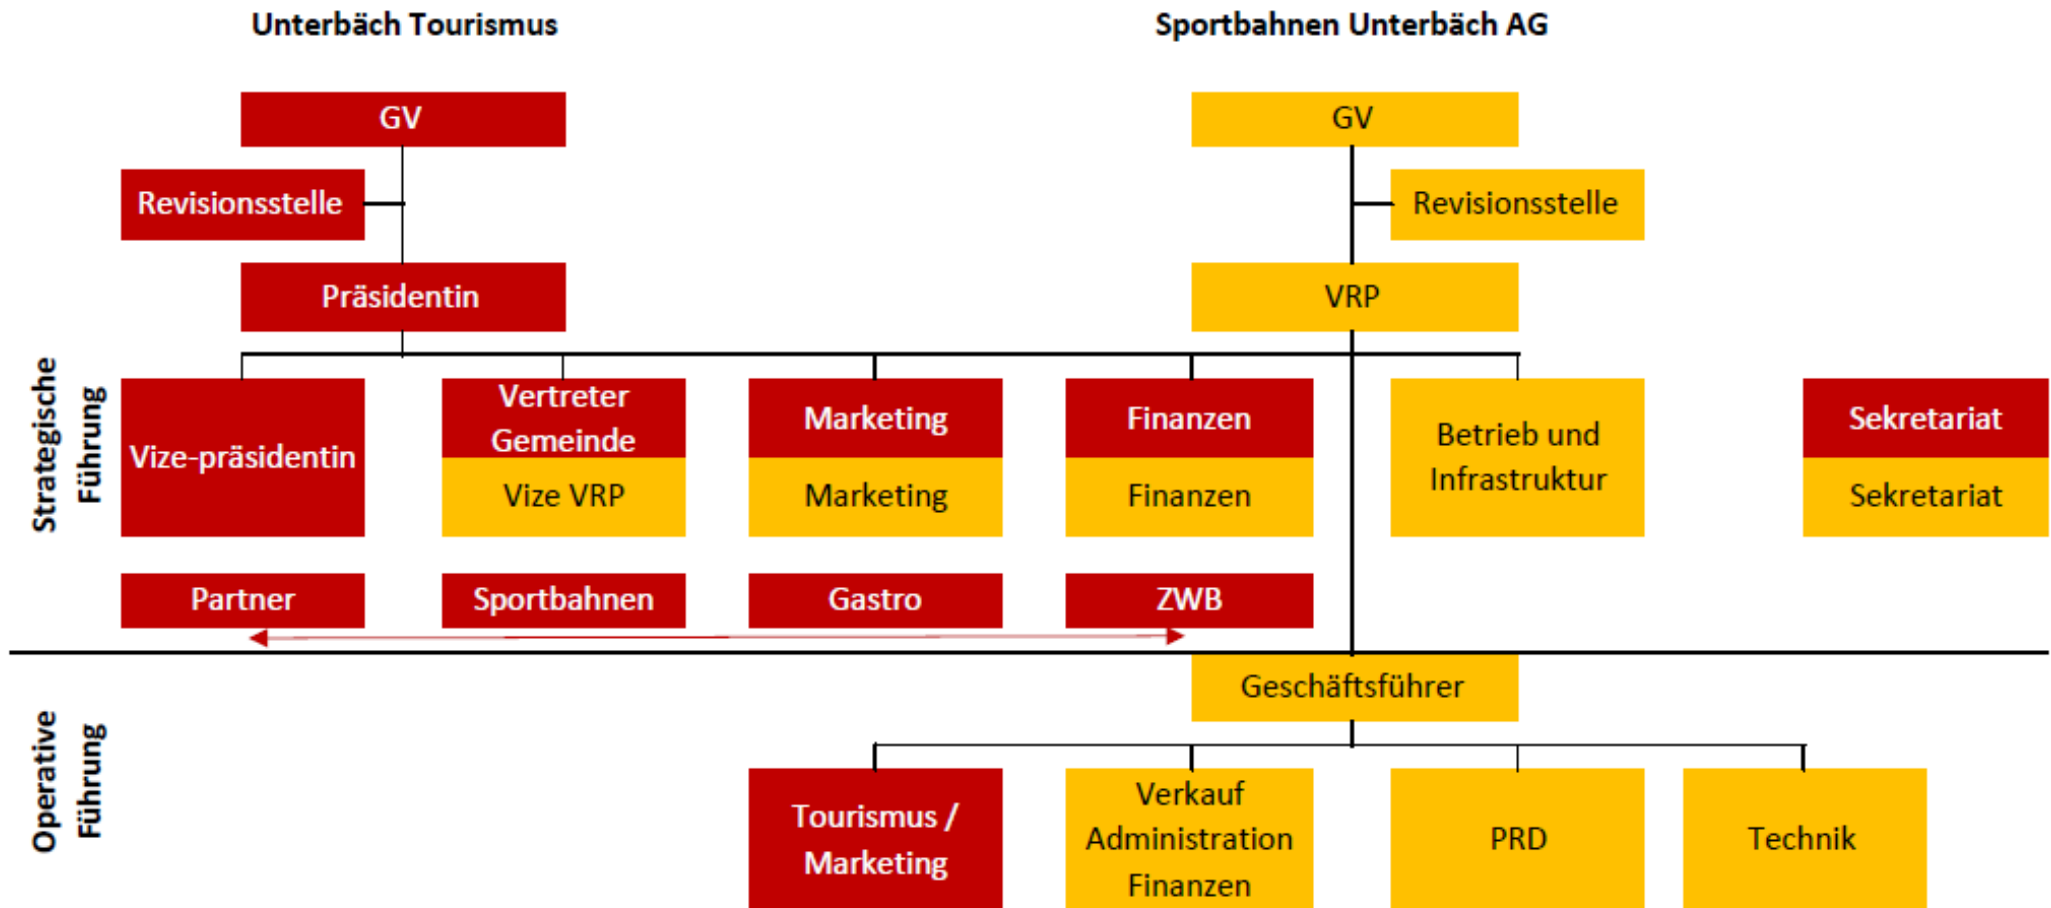 Unterbäch Tourismus
Sportbahnen Unterbäch AG
GV
GV
Revisionsstelle
Revisionsstelle
Präsidentin
VRP
Strategische
Führung
Vize-präsidentin
Vertreter
Gemeinde
Vize VRP
Marketing
Marketing
Finanzen
Finanzen
Betrieb und
Infrastruktur
Sekretariat
Sekretariat
Partner
Sportbahnen
Gastro
ZWB
Operative
Führung
Geschäftsführer
Tourismus /
Marketing
Verkauf
Administration
Finanzen
PRD
Technik